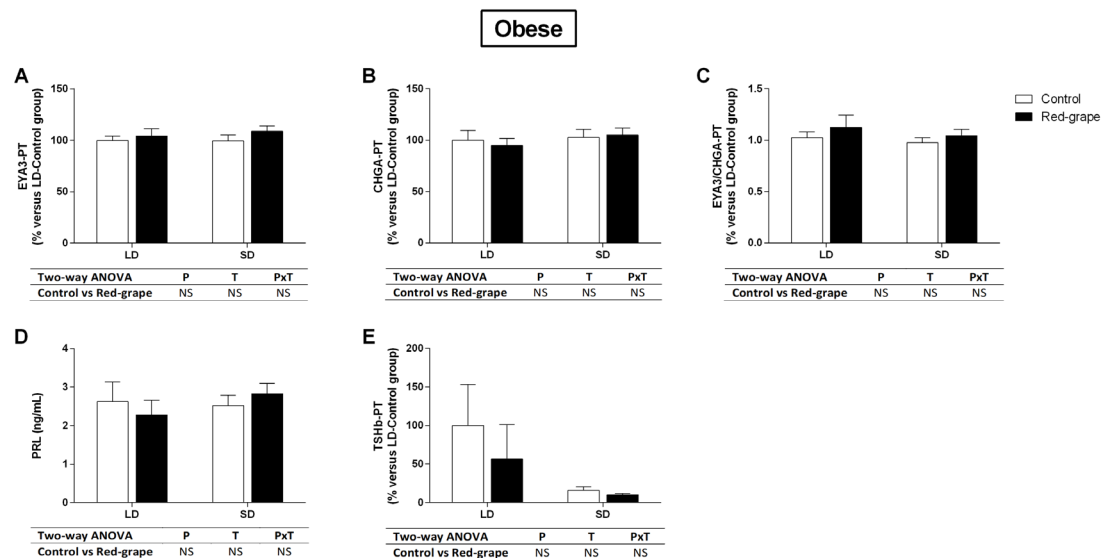 Obese
A
EYA3-PT
(% versus LD-Control group)
150
100
50
0
LD SD
Two-way ANOVA P T PxT
Control vs Red-grape NS NS NS
B
CHGA-PT
(% versus LD-Control group)
150
100
50
0
LD SD
Two-way ANOVA P T PxT
Control vs Red-grape NS NS NS
C
EYA3/CHGA-PT
(% versus LD-Control group)
1.5
1.0
0.5
0.0
LD SD
Two-way ANOVA P T PxT
Control vs Red-grape NS NS NS
Control
Red-grape
D
PRL (ng/mL)
4
3
2
1
0
LD SD
Two-way ANOVA P T PxT
Control vs Red-grape NS NS NS
E
TSHb-PT
(% versus LD-Control group)
200
150
100
50
0
LD SD
Two-way ANOVA P T PxT
Control vs Red-grape NS NS NS